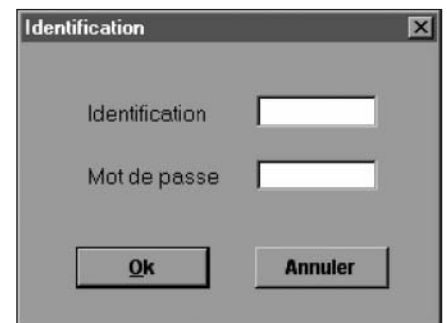 Identification
Identification
Mot de passe
Ok
Annuler